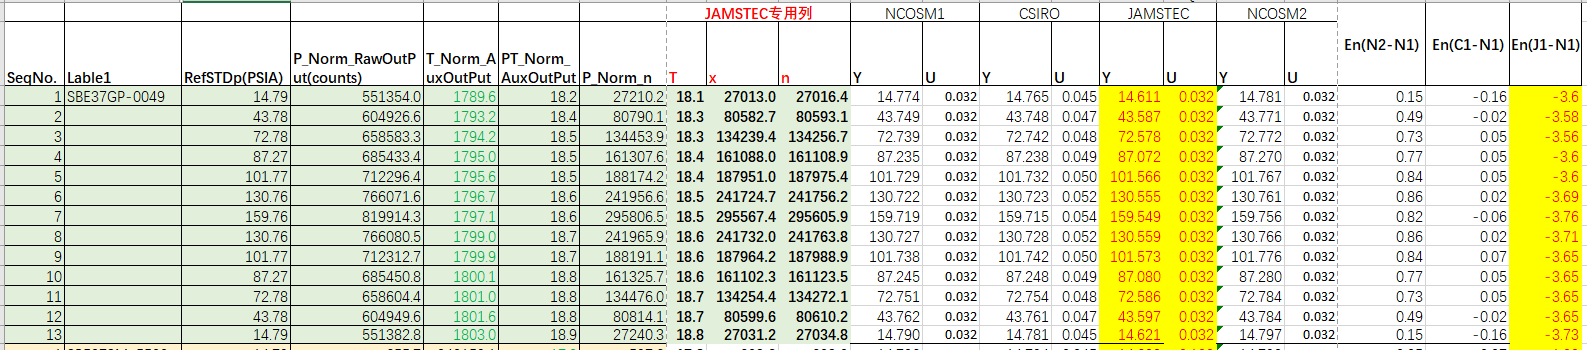 JAMSTEC专用列 NCOSM1 CSIRO JAMSTEC NCOSM2
SeqNo. Lable1 RefSTDp(PSIA) P_Norm_RawOutPut(counts) T_Norm_AuxOutPut PT_Norm_AuxOutPut P_Norm_n T x n Y U Y U Y U Y U En(N2-N1) En(C1-N1) En(J1-N1)
1 SBE37GP-0049 14.79 551354.0 1789.6 18.2 27210.2 18.1 27013.0 27016.4 14.774 0.032 14.765 0.045 14.611 0.032 14.781 0.032 0.15 -0.16 -3.6
2 43.78 604926.6 1793.2 18.4 80790.1 18.3 80582.7 80593.1 43.749 0.032 43.748 0.047 43.587 0.032 43.771 0.032 0.49 -0.02 -3.58
3 72.78 658583.3 1794.2 18.5 134453.9 18.3 134239.4 134256.7 72.739 0.032 72.742 0.048 72.578 0.032 72.772 0.032 0.73 0.05 -3.56
4 87.27 685433.4 1795.0 18.5 161307.6 18.4 161088.0 161108.9 87.235 0.032 87.238 0.049 87.072 0.032 87.270 0.032 0.77 0.05 -3.6
5 101.77 712296.4 1795.6 18.5 188174.2 18.4 187951.0 187975.4 101.729 0.032 101.732 0.050 101.566 0.032 101.767 0.032 0.84 0.05 -3.6
6 130.76 766071.6 1796.7 18.6 241956.6 18.5 241724.7 241756.2 130.722 0.032 130.723 0.052 130.555 0.032 130.761 0.032 0.86 0.02 -3.69
7 159.76 819914.3 1797.1 18.6 295806.5 18.5 295567.4 295605.9 159.719 0.032 159.715 0.054 159.549 0.032 159.756 0.032 0.82 -0.06 -3.76
8 130.76 766080.5 1799.0 18.7 241965.9 18.6 241732.0 241763.8 130.727 0.032 130.728 0.052 130.559 0.032 130.766 0.032 0.86 0.02 -3.71
9 101.77 712312.7 1799.9 18.7 188191.1 18.6 187964.2 187988.9 101.738 0.032 101.742 0.050 101.573 0.032 101.776 0.032 0.84 0.07 -3.65
10 87.27 685450.8 1800.1 18.8 161325.7 18.6 161102.3 161123.5 87.245 0.032 87.248 0.049 87.080 0.032 87.280 0.032 0.77 0.05 -3.65
11 72.78 658604.4 1801.0 18.8 134476.0 18.7 134254.4 134272.1 72.751 0.032 72.754 0.048 72.586 0.032 72.784 0.032 0.73 0.05 -3.65
12 43.78 604949.6 1801.6 18.8 80814.1 18.7 80599.6 80610.2 43.762 0.032 43.761 0.047 43.597 0.032 43.784 0.032 0.49 -0.02 -3.65
13 14.79 551382.8 1803.0 18.9 27240.3 18.8 27031.2 27034.8 14.790 0.032 14.781 0.045 14.621 0.032 14.797 0.032 0.15 -0.16 -3.73